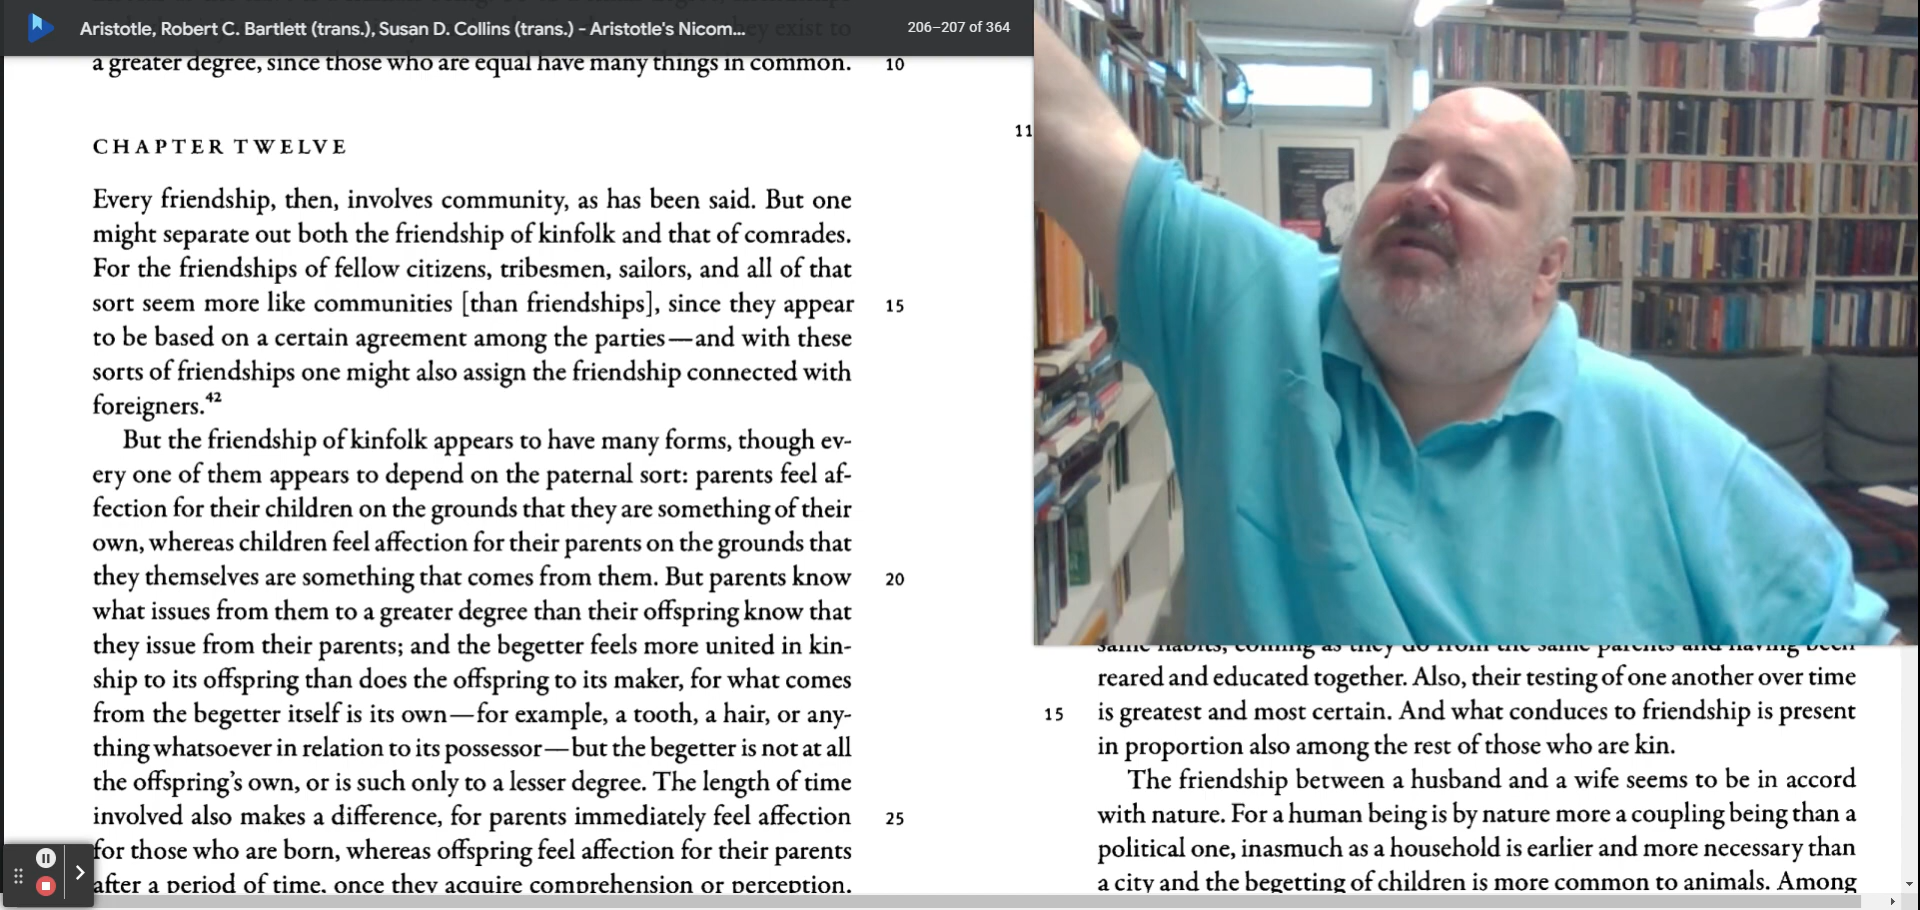 Aristotle, Robert C. Bartlett (trans.), Susan D. Collins (trans.) - Aristotle's Nicom...
206–207 of 364
a greater degree, since those who are equal have many things in common. 10
CHAPTER TWELVE
Every friendship, then, involves community, as has been said. But one
might separate out both the friendship of kinfolk and that of comrades.
For the friendships of fellow citizens, tribesmen, sailors, and all of that
sort seem more like communities [than friendships], since they appear 15
to be based on a certain agreement among the parties—and with these
sorts of friendships one might also assign the friendship connected with
foreigners.⁴²
But the friendship of kinfolk appears to have many forms, though ev-
ery one of them appears to depend on the paternal sort: parents feel af-
fection for their children on the grounds that they are something of their
own, whereas children feel affection for their parents on the grounds that
they themselves are something that comes from them. But parents know 20
what issues from them to a greater degree than their offspring know that
they issue from their parents; and the begetter feels more united in kin-
ship to its offspring than does the offspring to its maker, for what comes
from the begetter itself is its own—for example, a tooth, a hair, or any-
thing whatsoever in relation to its possessor—but the begetter is not at all
the offspring's own, or is such only to a lesser degree. The length of time
involved also makes a difference, for parents immediately feel affection 25
for those who are born, whereas offspring feel affection for their parents
after a period of time, once they acquire comprehension or perception.
11
same habits, coming as they do from the same parents and having been
reared and educated together. Also, their testing of one another over time
15 is greatest and most certain. And what conduces to friendship is present
in proportion also among the rest of those who are kin.
The friendship between a husband and a wife seems to be in accord
with nature. For a human being is by nature more a coupling being than a
political one, inasmuch as a household is earlier and more necessary than
a city and the begetting of children is more common to animals. Among